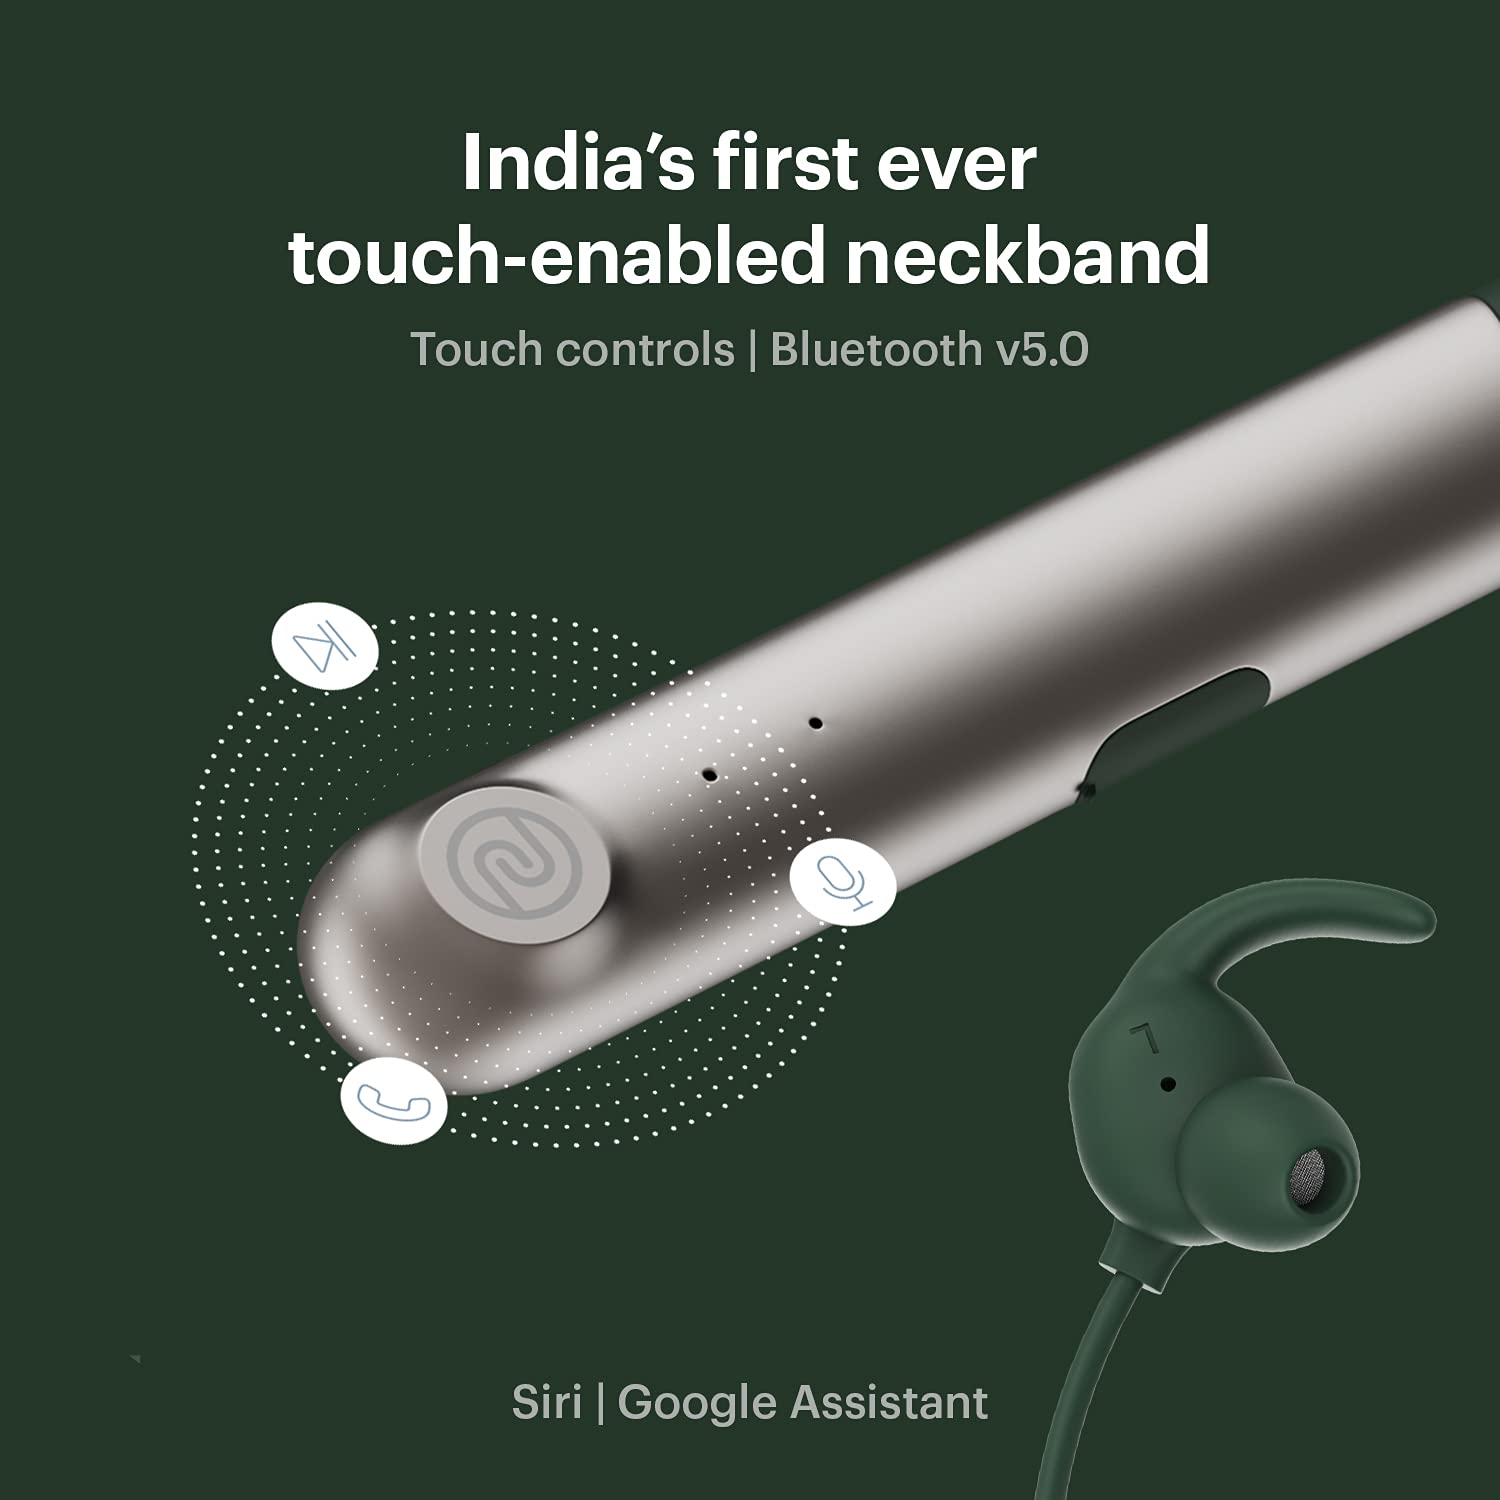 India’s first ever
touch-enabled neckband
Touch controls | Bluetooth v5.0
L
Siri | Google Assistant